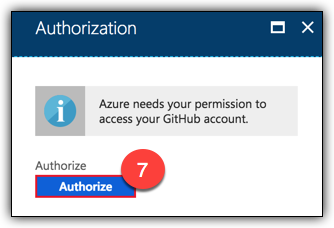 Authorization
Azure needs your permission to
access your GitHub account.
Authorize
7
Authorize